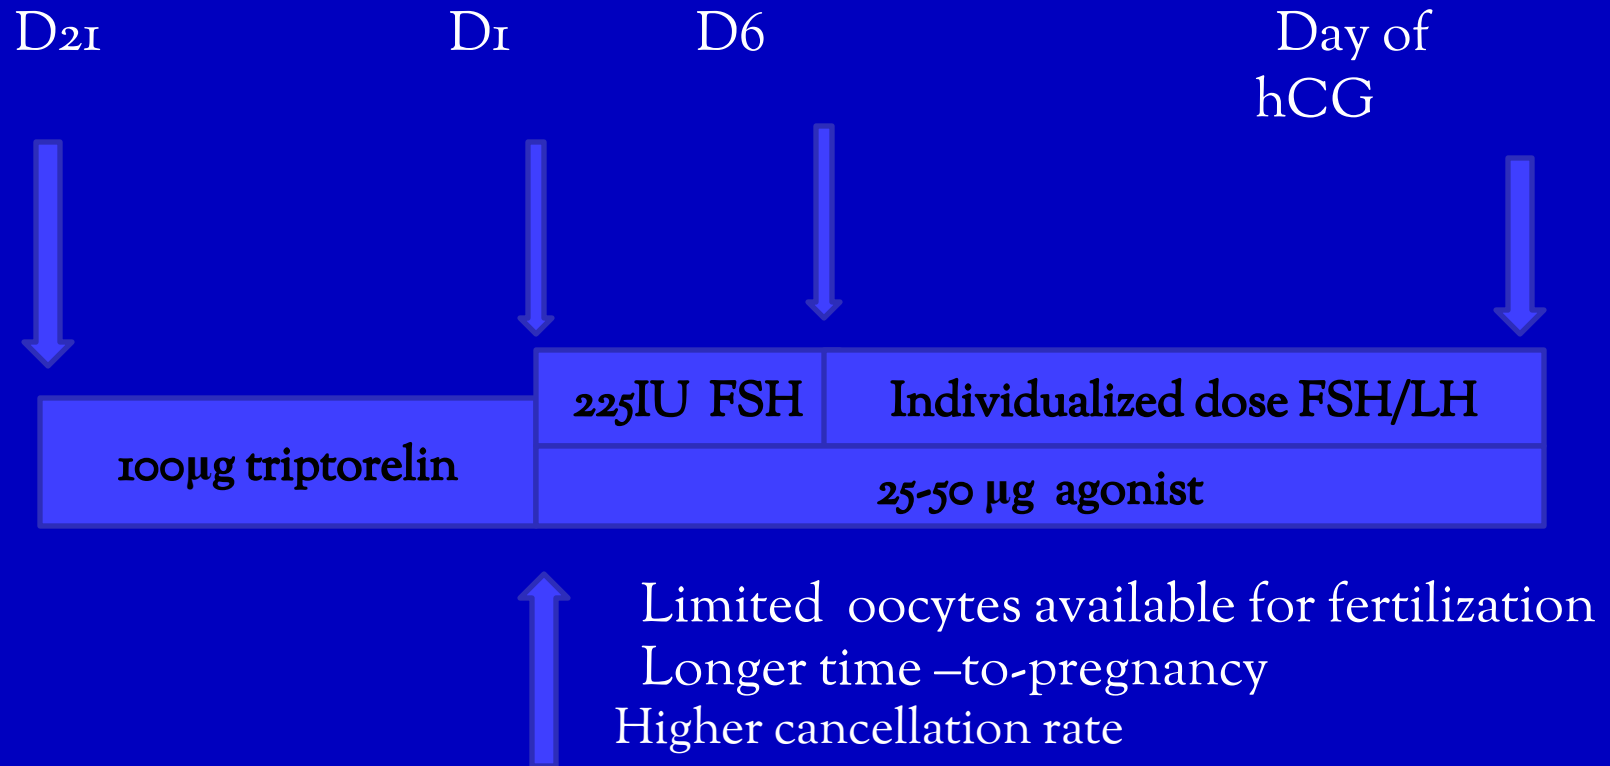 D21 D1 D6 Day of
hCG
225IU FSH Individualized dose FSH/LH
100µg triptorelin
25-50 µg agonist
Limited oocytes available for fertilization
Longer time –to-pregnancy
Higher cancellation rate